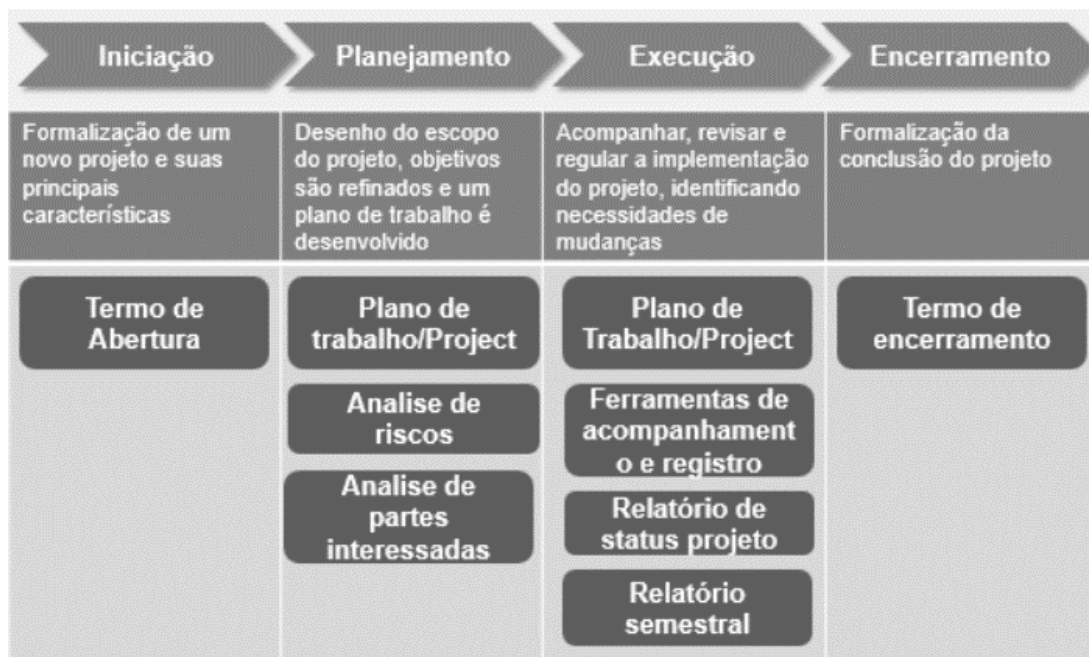 Iniciação
Planejamento
Execução
Encerramento
Formalização de um
novo projeto e suas
principais
características
Desenho do escopo
do projeto, objetivos
são refinados e um
plano de trabalho é
desenvolvido
Acompanhar, revisar e
regular a implementação
do projeto, identificando
necessidades de
mudanças
Formalização da
conclusão do projeto
Termo de
Abertura
Plano de
trabalho/Project
Analise de
riscos
Analise de
partes
interessadas
Plano de
Trabalho/Project
Ferramentas de
acompanhament
o e registro
Relatório de
status projeto
Relatório
semestral
Termo de
encerramento